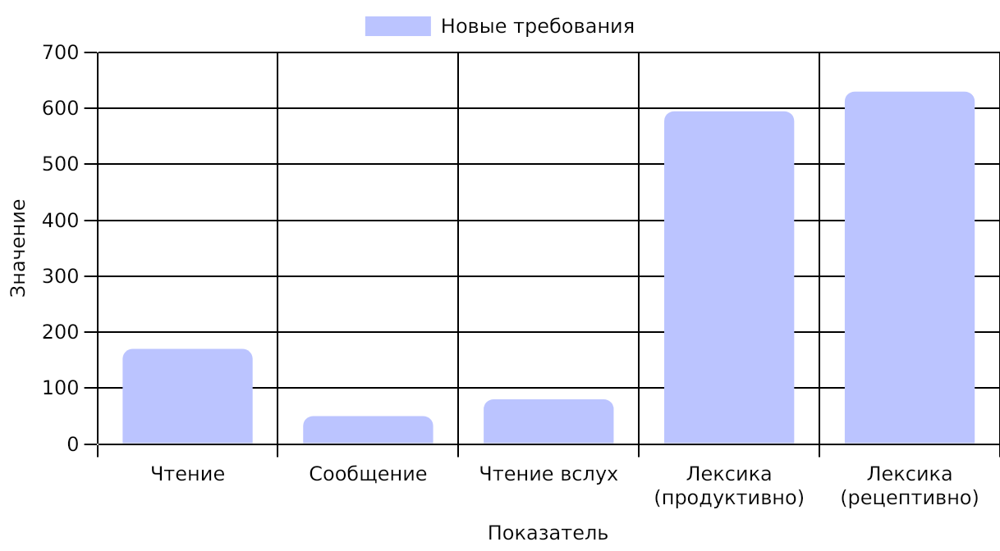 Новые требования
700
600
500
400
300
200
100
0
Значение
Чтение
Сообщение
Чтение вслух
Лексика
(продуктивно)
Лексика
(рецептивно)
Показатель